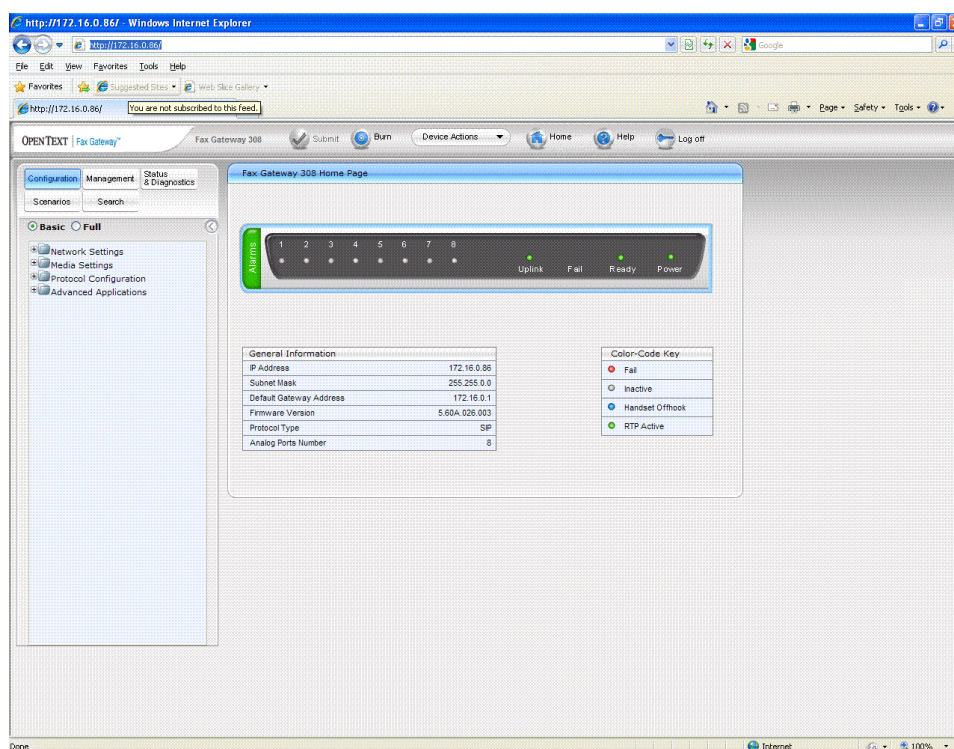 http://172.16.0.86/ - Windows Internet Explorer
http://172.16.0.86/
Google
File Edit View Favorites Tools Help
Favorites Suggested Sites Web Slice Gallery
http://172.16.0.86/
You are not subscribed to this feed.
Page Safety Tools
OPENTEXT | Fax Gateway™
Fax Gateway 308
Submit
Burn
Device Actions
Home
Help
Log off
Configuration
Management
Status & Diagnostics
Scenarios
Search
Basic Full
Network Settings
Media Settings
Protocol Configuration
Advanced Applications
Fax Gateway 308 Home Page
Alarms
1 2 3 4 5 6 7 8
Uplink Fail Ready Power
General Information
IP Address 172.16.0.86
Subnet Mask 255.255.0.0
Default Gateway Address 172.16.0.1
Firmware Version 5.60A.026.003
Protocol Type SIP
Analog Ports Number 8
Color-Code Key
Fail
Inactive
Handset Offhook
RTP Active
Done
Internet
100%